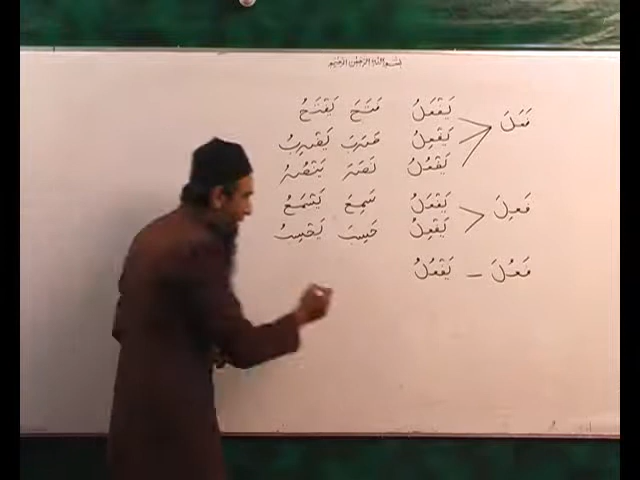 بسم الله الرحمن الرحيم
فَعَلَ يَفْعَلُ فَتَحَ يَفْتَحُ
يَفْعِلُ ضَرَبَ يَضْرِبُ
يَفْعُلُ نَصَرَ يَنْصُرُ
فَعِلَ يَفْعَلُ سَمِعَ يَسْمَعُ
يَفْعِلُ حَسِبَ يَحْسِبُ
فَعُلَ – يَفْعُلُ